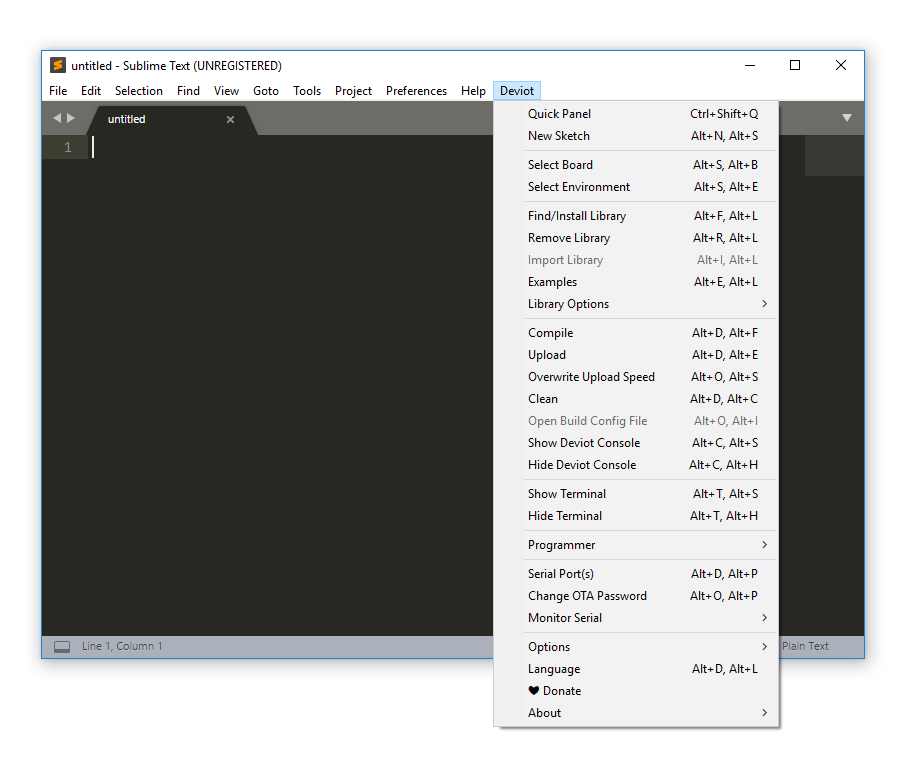 untitled - Sublime Text (UNREGISTERED)
File Edit Selection Find View Goto Tools Project Preferences Help Deviot
untitled
1
Quick Panel Ctrl+Shift+Q
New Sketch Alt+N, Alt+S
Select Board Alt+S, Alt+B
Select Environment Alt+S, Alt+E
Find/Install Library Alt+F, Alt+L
Remove Library Alt+R, Alt+L
Import Library Alt+I, Alt+L
Examples Alt+E, Alt+L
Library Options
Compile Alt+D, Alt+F
Upload Alt+D, Alt+E
Overwrite Upload Speed Alt+O, Alt+S
Clean Alt+D, Alt+C
Open Build Config File Alt+O, Alt+I
Show Deviot Console Alt+C, Alt+S
Hide Deviot Console Alt+C, Alt+H
Show Terminal Alt+T, Alt+S
Hide Terminal Alt+T, Alt+H
Programmer
Serial Port(s) Alt+D, Alt+P
Change OTA Password Alt+O, Alt+P
Monitor Serial
Options
Language Alt+D, Alt+L
♥ Donate
About
Line 1, Column 1 Plain Text